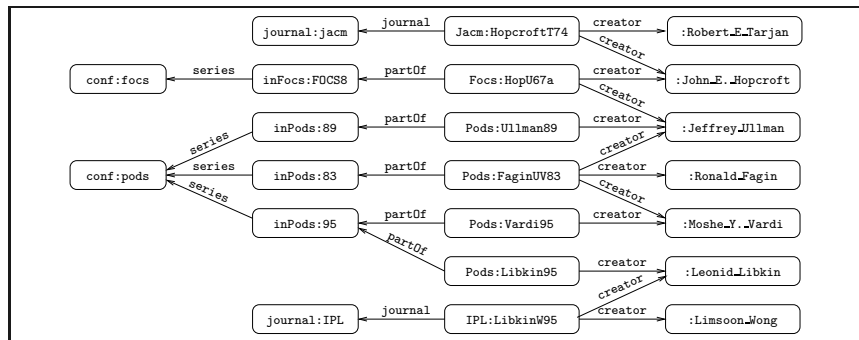 journal:jacm journal Jacm:HopcroftT74 creator :Robert_E_Tarjan
creator
conf:focs series inFocs:FOCS8 partOf Focs:HopU67a creator :John_E._Hopcroft
creator
inPods:89 partOf Pods:Ullman89 creator :Jeffrey_Ullman
series
creator
conf:pods series inPods:83 partOf Pods:FaginUV83 creator :Ronald_Fagin
series
creator
inPods:95 partOf Pods:Vardi95 creator :Moshe_Y._Vardi
partOf
Pods:Libkin95 creator :Leonid_Libkin
creator
journal:IPL journal IPL:LibkinW95 creator :Limsoon_Wong